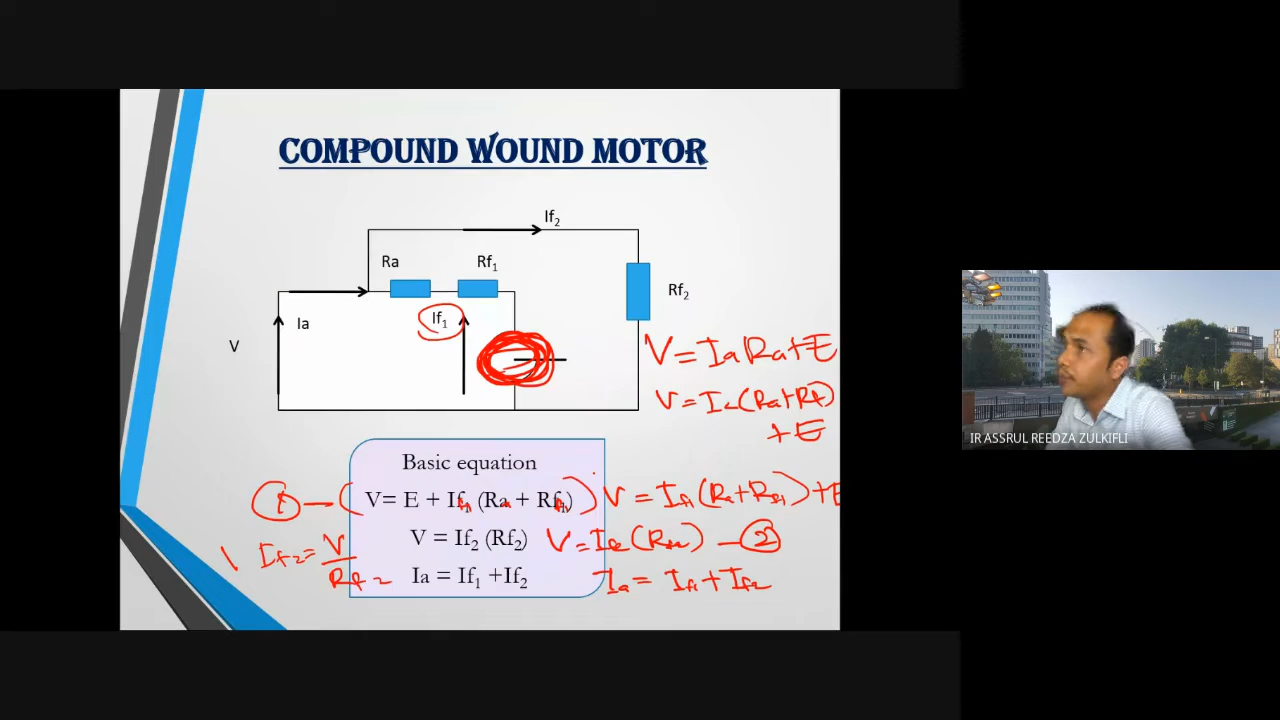 COMPOUND WOUND MOTOR
If₂
Ra
Rf₁
Rf₂
Ia
If₁
V
V = Ia Ra + E
V = Ia (Ra + Rf) + E
Basic equation
① — ( V= E + If₁ (Ra + Rf₁) ) V = If₁ (Ra + Rf₁) + E
V = If₂ (Rf₂) V = If₂ (Rf₂) — ②
If₂ = V / Rf₂
Ia = If₁ +If₂ Ia = If₁ + If₂
IR ASSRUL REEDZA ZULKIFLI